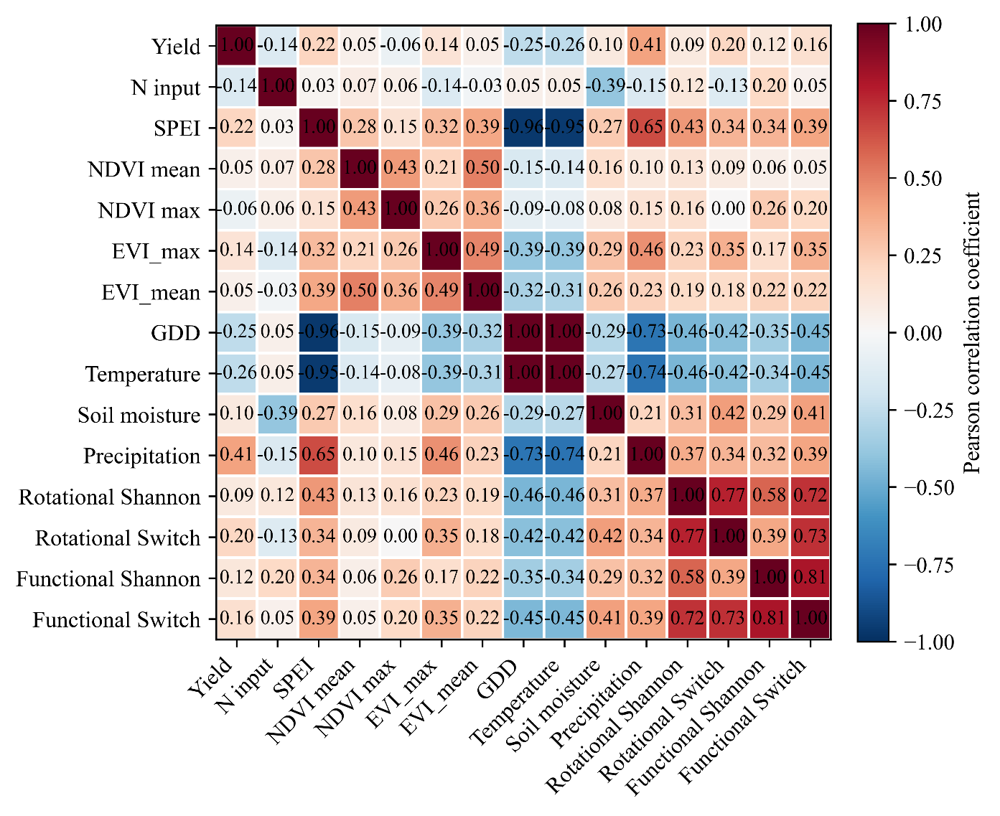 Yield 1.00 -0.14 0.22 0.05 -0.06 0.14 0.05 -0.25 -0.26 0.10 0.41 0.09 0.20 0.12 0.16
N input -0.14 1.00 0.03 0.07 0.06 -0.14 -0.03 0.05 0.05 -0.39 -0.15 0.12 -0.13 0.20 0.05
SPEI 0.22 0.03 1.00 0.28 0.15 0.32 0.39 -0.96 -0.95 0.27 0.65 0.43 0.34 0.34 0.39
NDVI mean 0.05 0.07 0.28 1.00 0.43 0.21 0.50 -0.15 -0.14 0.16 0.10 0.13 0.09 0.06 0.05
NDVI max -0.06 0.06 0.15 0.43 1.00 0.26 0.36 -0.09 -0.08 0.08 0.15 0.16 0.00 0.26 0.20
EVI_max 0.14 -0.14 0.32 0.21 0.26 1.00 0.49 -0.39 -0.39 0.29 0.46 0.23 0.35 0.17 0.35
EVI_mean 0.05 -0.03 0.39 0.50 0.36 0.49 1.00 -0.32 -0.31 0.26 0.23 0.19 0.18 0.22 0.22
GDD -0.25 0.05 -0.96 -0.15 -0.09 -0.39 -0.32 1.00 1.00 -0.29 -0.73 -0.46 -0.42 -0.35 -0.45
Temperature -0.26 0.05 -0.95 -0.14 -0.08 -0.39 -0.31 1.00 1.00 -0.27 -0.74 -0.46 -0.42 -0.34 -0.45
Soil moisture 0.10 -0.39 0.27 0.16 0.08 0.29 0.26 -0.29 -0.27 1.00 0.21 0.31 0.42 0.29 0.41
Precipitation 0.41 -0.15 0.65 0.10 0.15 0.46 0.23 -0.73 -0.74 0.21 1.00 0.37 0.34 0.32 0.39
Rotational Shannon 0.09 0.12 0.43 0.13 0.16 0.23 0.19 -0.46 -0.46 0.31 0.37 1.00 0.77 0.58 0.72
Rotational Switch 0.20 -0.13 0.34 0.09 0.00 0.35 0.18 -0.42 -0.42 0.42 0.34 0.77 1.00 0.39 0.73
Functional Shannon 0.12 0.20 0.34 0.06 0.26 0.17 0.22 -0.35 -0.34 0.29 0.32 0.58 0.39 1.00 0.81
Functional Switch 0.16 0.05 0.39 0.05 0.20 0.35 0.22 -0.45 -0.45 0.41 0.39 0.72 0.73 0.81 1.00
Yield
N input
SPEI
NDVI mean
NDVI max
EVI_max
EVI_mean
GDD
Temperature
Soil moisture
Precipitation
Rotational Shannon
Rotational Switch
Functional Shannon
Functional Switch
1.00
0.75
0.50
0.25
0.00
−0.25
−0.50
−0.75
−1.00
Pearson correlation coefficient